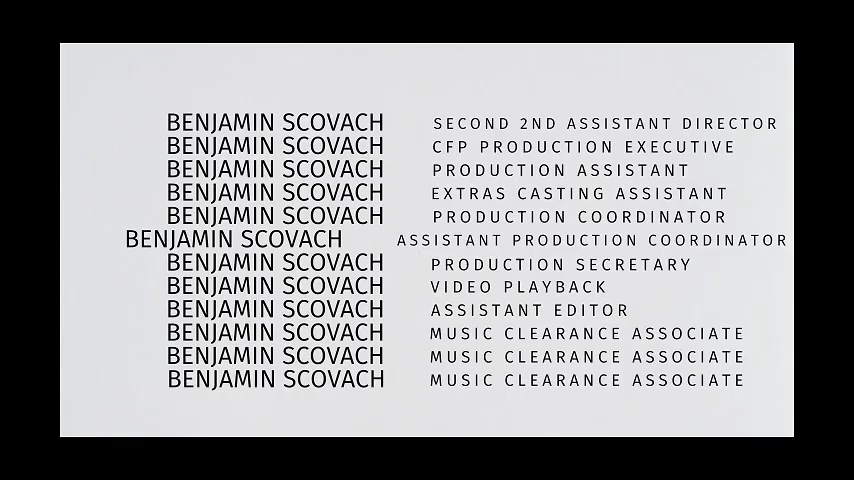 BENJAMIN SCOVACH SECOND 2ND ASSISTANT DIRECTOR
BENJAMIN SCOVACH CFP PRODUCTION EXECUTIVE
BENJAMIN SCOVACH PRODUCTION ASSISTANT
BENJAMIN SCOVACH EXTRAS CASTING ASSISTANT
BENJAMIN SCOVACH PRODUCTION COORDINATOR
BENJAMIN SCOVACH ASSISTANT PRODUCTION COORDINATOR
BENJAMIN SCOVACH PRODUCTION SECRETARY
BENJAMIN SCOVACH VIDEO PLAYBACK
BENJAMIN SCOVACH ASSISTANT EDITOR
BENJAMIN SCOVACH MUSIC CLEARANCE ASSOCIATE
BENJAMIN SCOVACH MUSIC CLEARANCE ASSOCIATE
BENJAMIN SCOVACH MUSIC CLEARANCE ASSOCIATE